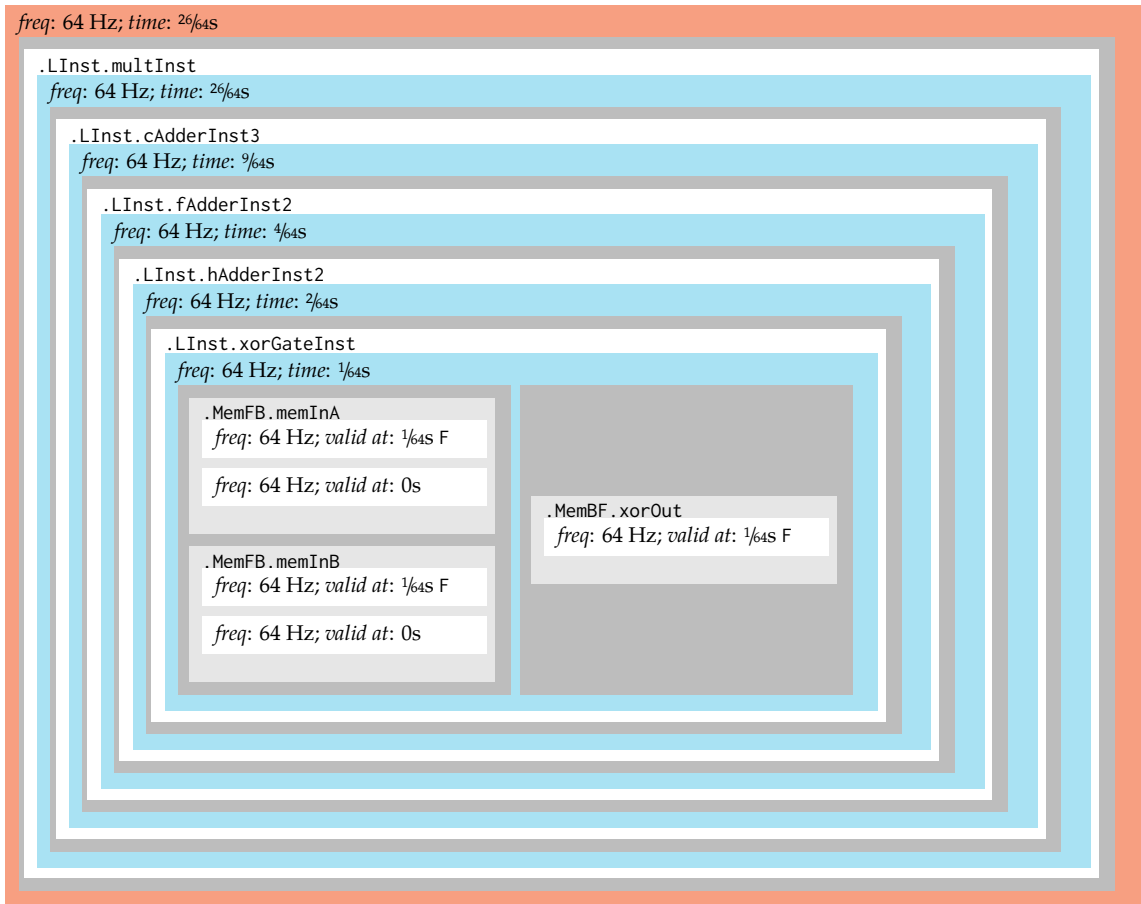 freq: 64 Hz; time: 26/64s
.LInst.multInst
freq: 64 Hz; time: 26/64s
.LInst.cAdderInst3
freq: 64 Hz; time: 9/64s
.LInst.fAdderInst2
freq: 64 Hz; time: 4/64s
.LInst.hAdderInst2
freq: 64 Hz; time: 2/64s
.LInst.xorGateInst
freq: 64 Hz; time: 1/64s
.MemFB.memInA
freq: 64 Hz; valid at: 1/64s F
freq: 64 Hz; valid at: 0s
.MemFB.memInB
freq: 64 Hz; valid at: 1/64s F
freq: 64 Hz; valid at: 0s
.MemBF.xorOut
freq: 64 Hz; valid at: 1/64s F